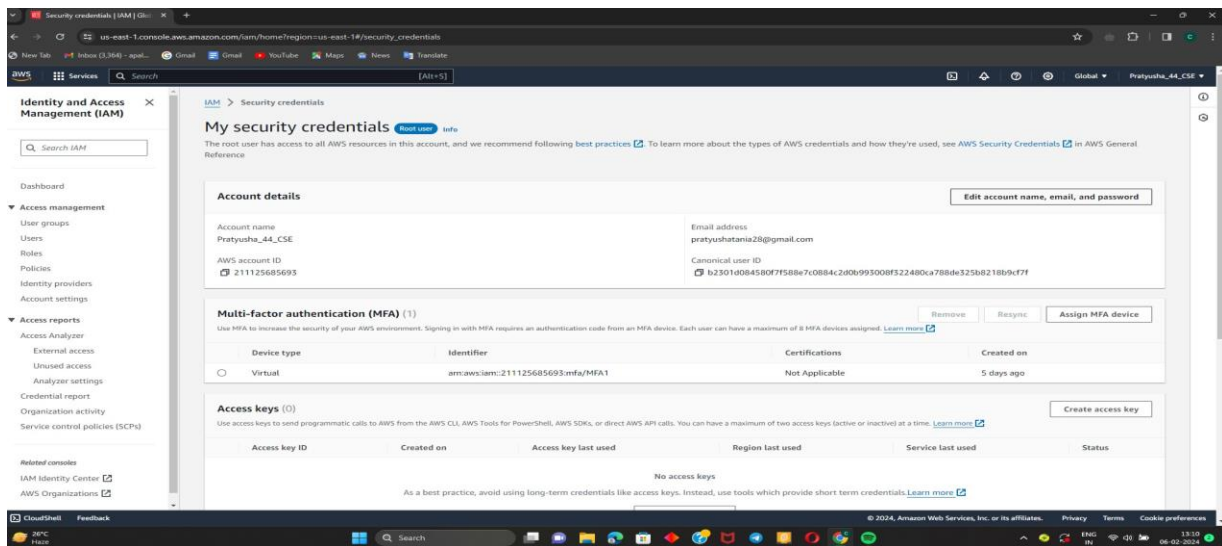 Security credentials | IAM | Glo
us-east-1.console.aws.amazon.com/iam/home?region=us-east-1#/security_credentials
New Tab Inbox (3,364) - apal... Gmail Gmail YouTube Maps News Translate
aws Services Search [Alt+S] Global Pratyusha_44_CSE
Identity and Access
Management (IAM)
Search IAM
Dashboard
Access management
User groups
Users
Roles
Policies
Identity providers
Account settings
Access reports
Access Analyzer
External access
Unused access
Analyzer settings
Credential report
Organization activity
Service control policies (SCPs)
Related consoles
IAM Identity Center
AWS Organizations
IAM > Security credentials
My security credentials Root user Info
The root user has access to all AWS resources in this account, and we recommend following best practices. To learn more about the types of AWS credentials and how they're used, see AWS Security Credentials in AWS General
Reference
Account details Edit account name, email, and password
Account name Email address
Pratyusha_44_CSE pratyushatania28@gmail.com
AWS account ID Canonical user ID
211125685693 b2301d084580f7f588e7c0884c2d0b993008f322480ca788de325b8218b9cf7f
Multi-factor authentication (MFA) (1) Remove Resync Assign MFA device
Use MFA to increase the security of your AWS environment. Signing in with MFA requires an authentication code from an MFA device. Each user can have a maximum of 8 MFA devices assigned. Learn more
Device type Identifier Certifications Created on
Virtual arn:aws:iam::211125685693:mfa/MFA1 Not Applicable 5 days ago
Access keys (0) Create access key
Use access keys to send programmatic calls to AWS from the AWS CLI, AWS Tools for PowerShell, AWS SDKs, or direct AWS API calls. You can have a maximum of two access keys (active or inactive) at a time. Learn more
Access key ID Created on Access key last used Region last used Service last used Status
No access keys
As a best practice, avoid using long-term credentials like access keys. Instead, use tools which provide short term credentials. Learn more
CloudShell Feedback © 2024, Amazon Web Services, Inc. or its affiliates. Privacy Terms Cookie preferences
26°C
Haze
Search
ENG
IN
13:10
06-02-2024